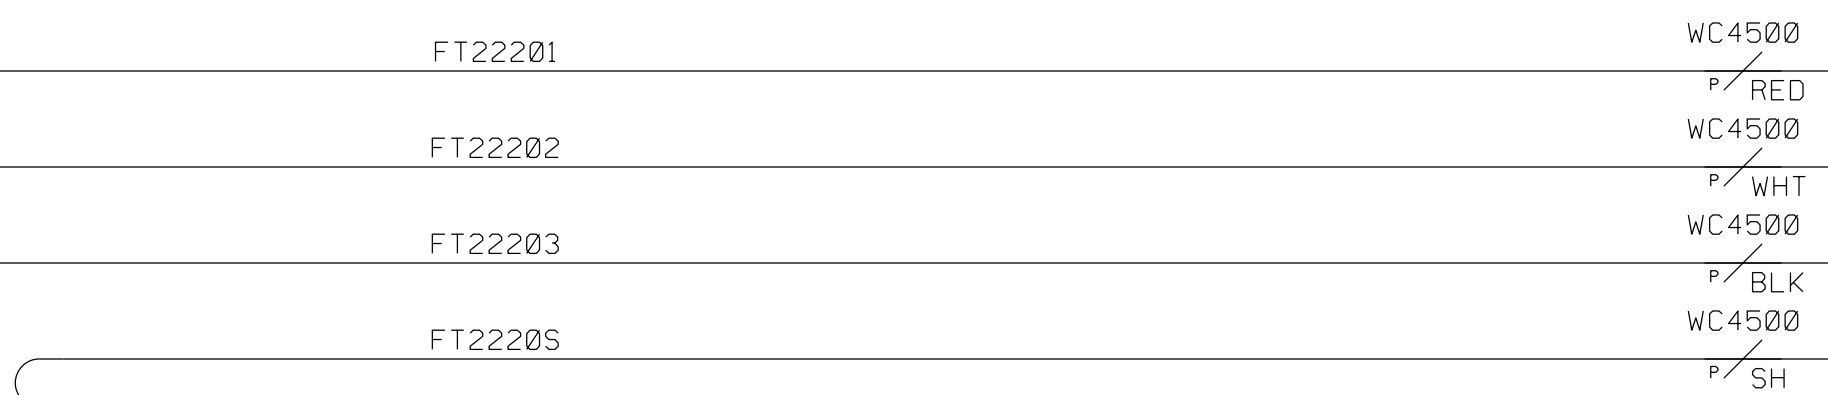 WC4500
FT22201
P RED
WC4500
FT22202
P WHT
WC4500
FT22203
P BLK
WC4500
FT2220S
P SH